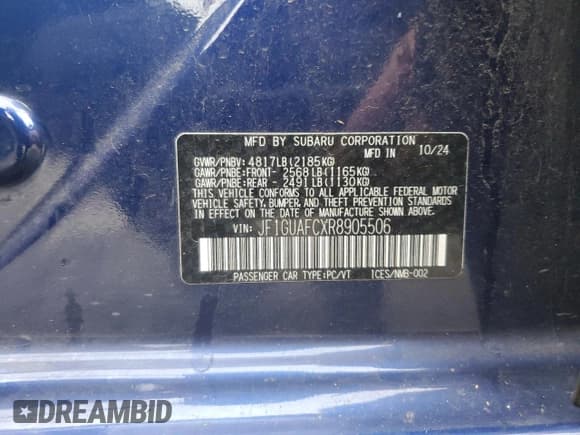 MFD BY SUBARU CORPORATION
MFD IN 10/24
GVWR/PNBV: 4817LB(2185KG)
GAWR/PNBE:FRONT- 2568LB(1165KG)
GAWR/PNBE:REAR - 2491LB(1130KG)
THIS VEHICLE CONFORMS TO ALL APPLICABLE FEDERAL MOTOR
VEHICLE SAFETY, BUMPER, AND THEFT PREVENTION STANDARDS
IN EFFECT ON THE DATE OF MANUFACTURE SHOWN ABOVE.
VIN: JF1GUAFCXR8905506
PASSENGER CAR TYPE:PC/VT ICES/NMB-002
DREAMBID